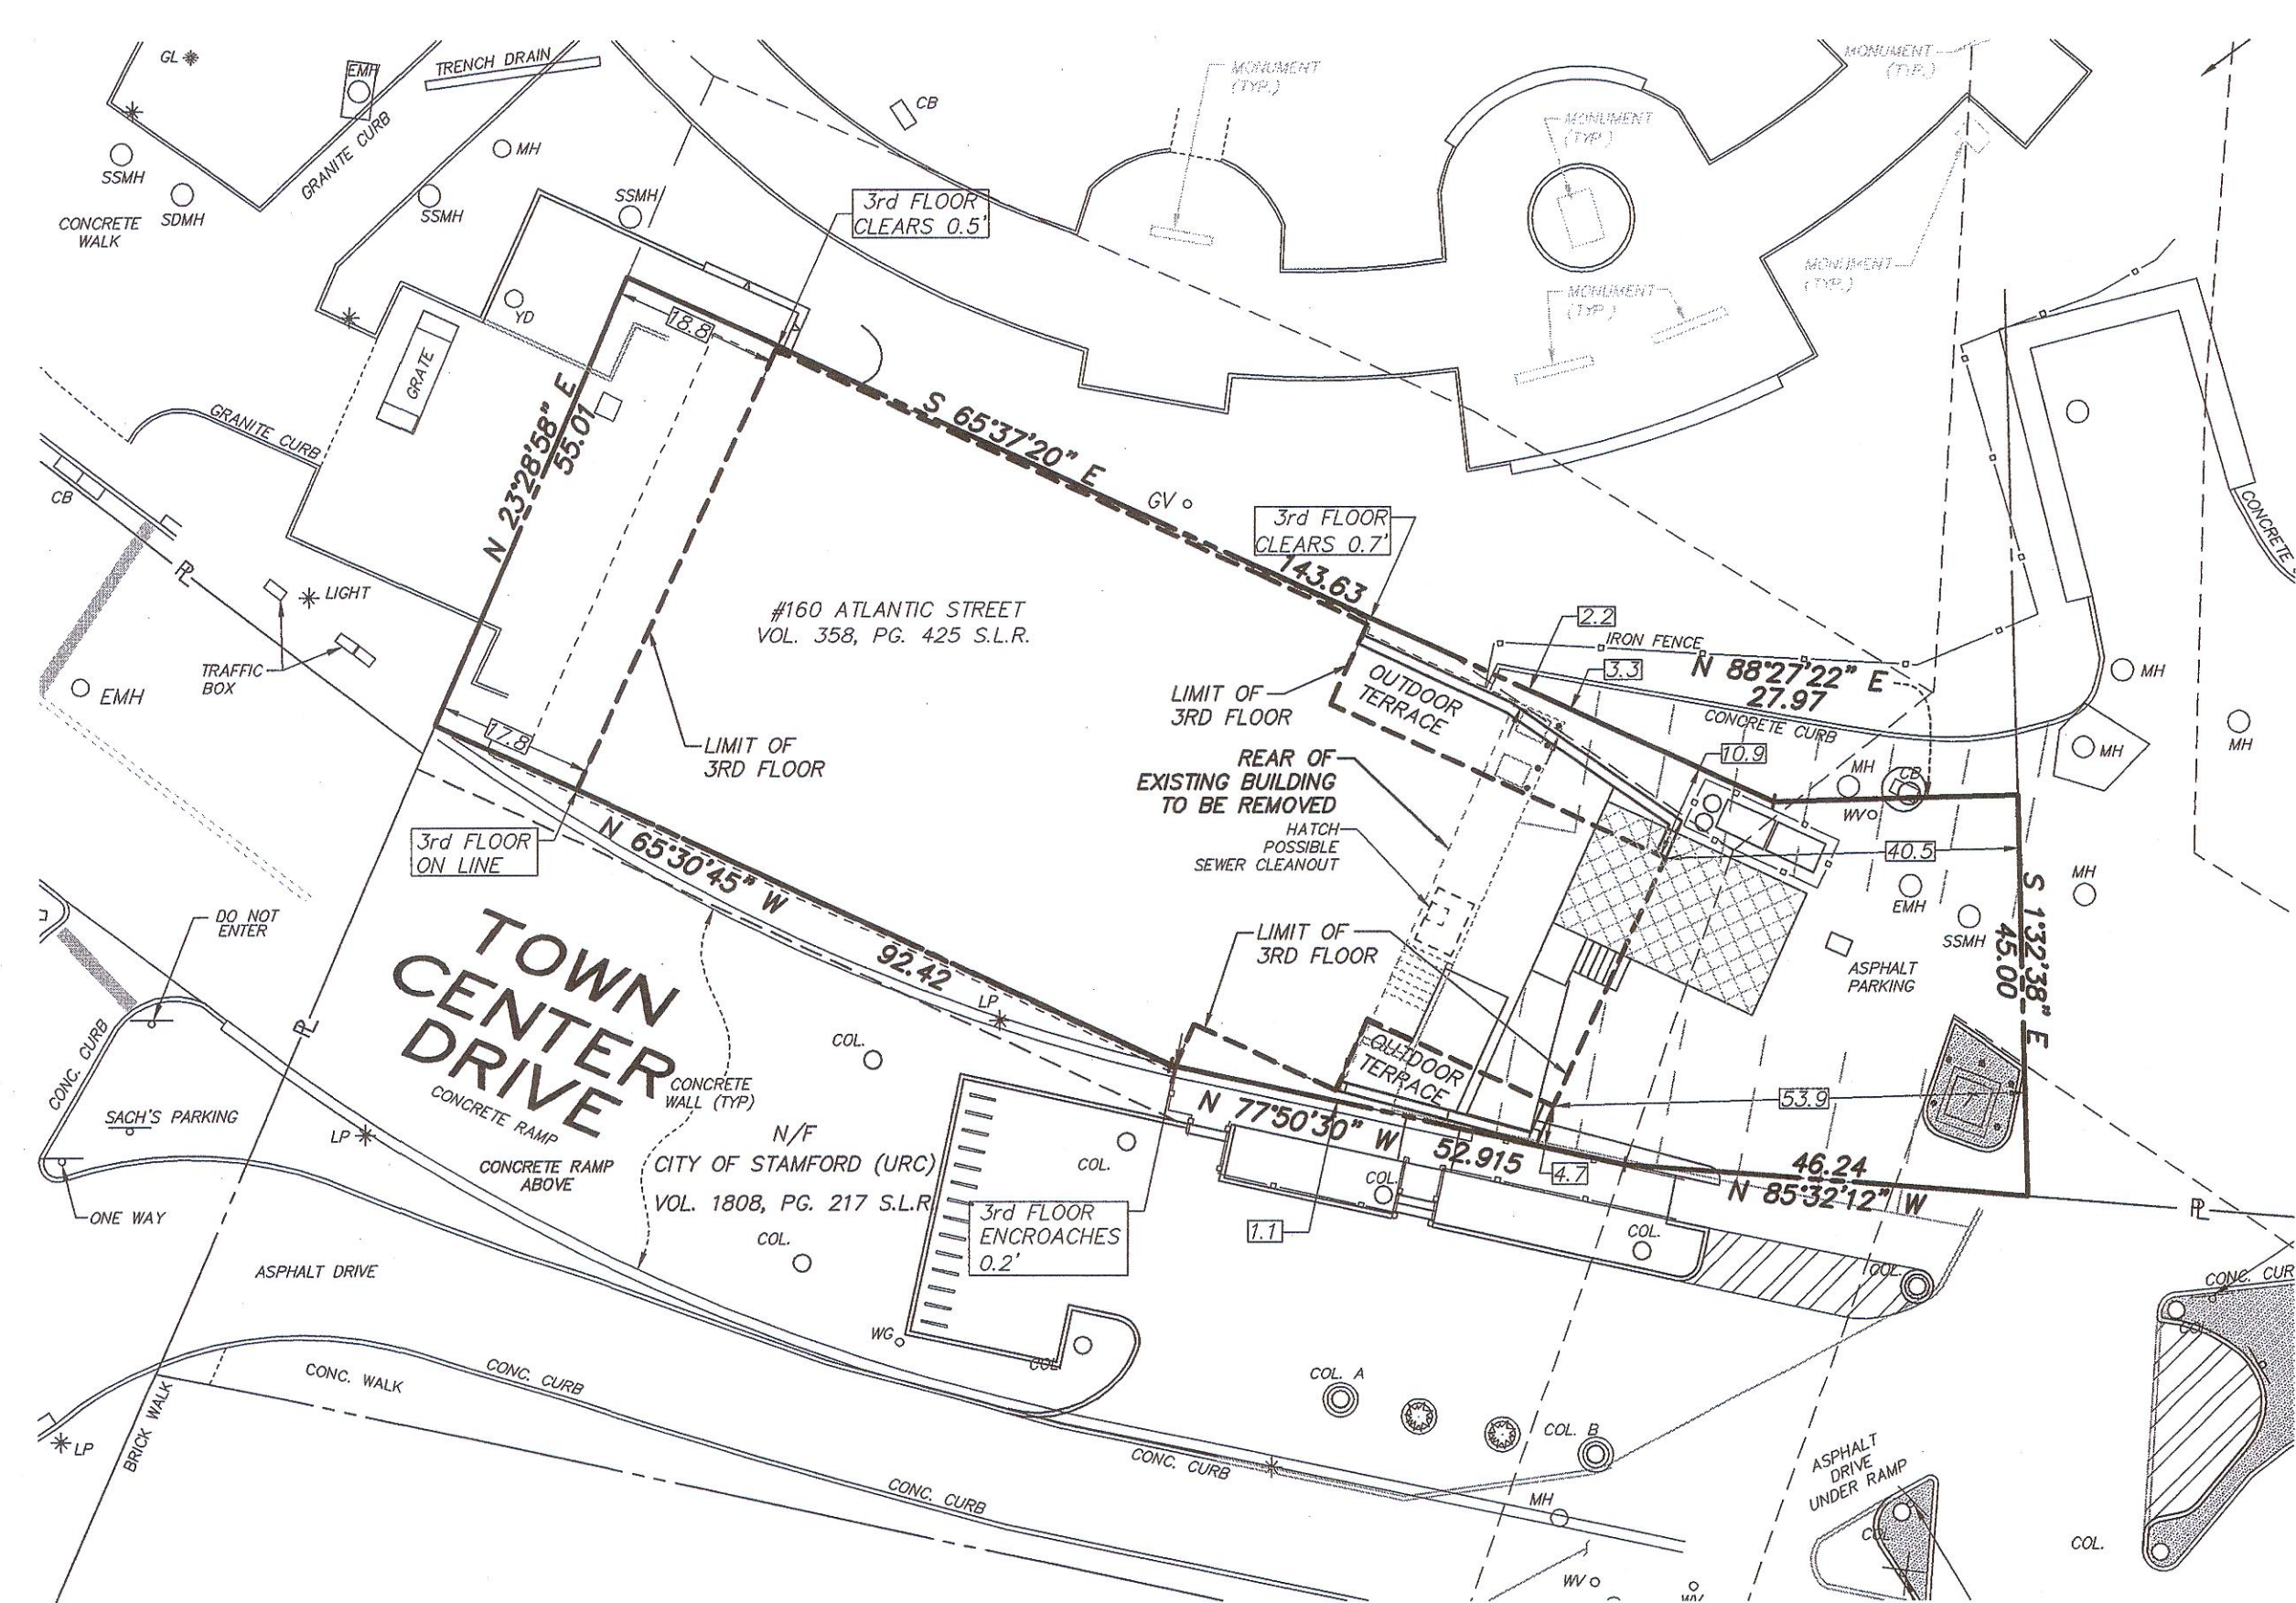 GL
EMH
TRENCH DRAIN
CB
MONUMENT
(TYP.)
MONUMENT
(TYP.)
MONUMENT
(TYP.)
GRANITE CURB
MH
SSMH
SDMH
SSMH
SSMH
CONCRETE
WALK
3rd FLOOR
CLEARS 0.5'
MONUMENT
(TYP.)
MONUMENT
(TYP.)
YD
18.8
GRATE
N 23°28'58" E
55.01
S 65°37'20" E
143.63
GRANITE CURB
CB
GV
3rd FLOOR
CLEARS 0.7'
CONCRETE
PL
LIGHT
TRAFFIC
BOX
EMH
#160 ATLANTIC STREET
VOL. 358, PG. 425 S.L.R.
2.2
IRON FENCE
3.3
N 88°27'22" E
27.97
CONCRETE CURB
MH
MH
MH
LIMIT OF
3RD FLOOR
OUTDOOR
TERRACE
17.8
LIMIT OF
3RD FLOOR
REAR OF
EXISTING BUILDING
TO BE REMOVED
10.9
MH
CB
WV
HATCH
POSSIBLE
SEWER CLEANOUT
40.5
3rd FLOOR
ON LINE
N 65°30'45" W
92.42
MH
EMH
SSMH
S 1°32'38" E
45.00
DO NOT
ENTER
LIMIT OF
3RD FLOOR
ASPHALT
PARKING
TOWN
CENTER
DRIVE
LP
PL
COL.
OUTDOOR
TERRACE
CONC. CURB
CONCRETE
WALL (TYP)
CONCRETE RAMP
SACH'S PARKING
LP
N/F
CITY OF STAMFORD (URC)
VOL. 1808, PG. 217 S.L.R
CONCRETE RAMP
ABOVE
COL.
N 77°50'30" W
52.915
53.9
4.7
46.24
N 85°32'12" W
COL.
PL
ONE WAY
3rd FLOOR
ENCROACHES
0.2'
1.1
COL.
COL.
COL.
ASPHALT DRIVE
CONC. CUR
WG
COL
COL
CONC. WALK
CONC. CURB
COL. A
COL. B
BRICK WALK
LP
CONC. CURB
CONC. CURB
MH
ASPHALT
DRIVE
UNDER RAMP
COL
COL.
WV
WV